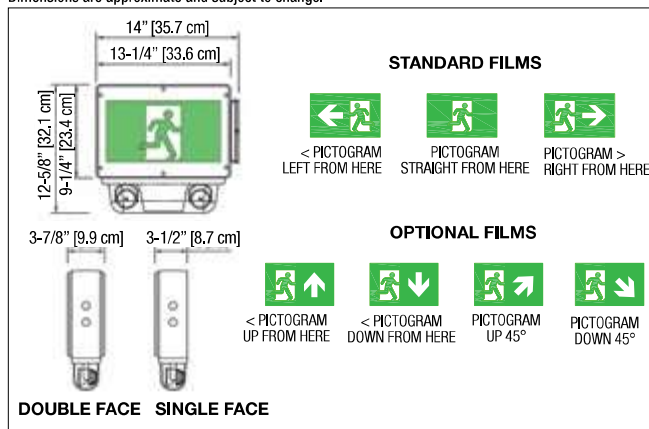 Dimensions are approximate and subject to change.
14” [35.7 cm]
13-1/4” [33.6 cm]
12-5/8” [32.1 cm]
9-1/4” [23.4 cm]
STANDARD FILMS
< PICTOGRAM
LEFT FROM HERE
PICTOGRAM
STRAIGHT FROM HERE
PICTOGRAM >
RIGHT FROM HERE
3-7/8” [9.9 cm]
3-1/2” [8.7 cm]
OPTIONAL FILMS
< PICTOGRAM
UP FROM HERE
< PICTOGRAM
DOWN FROM HERE
PICTOGRAM
UP 45°
PICTOGRAM
DOWN 45°
DOUBLE FACE
SINGLE FACE